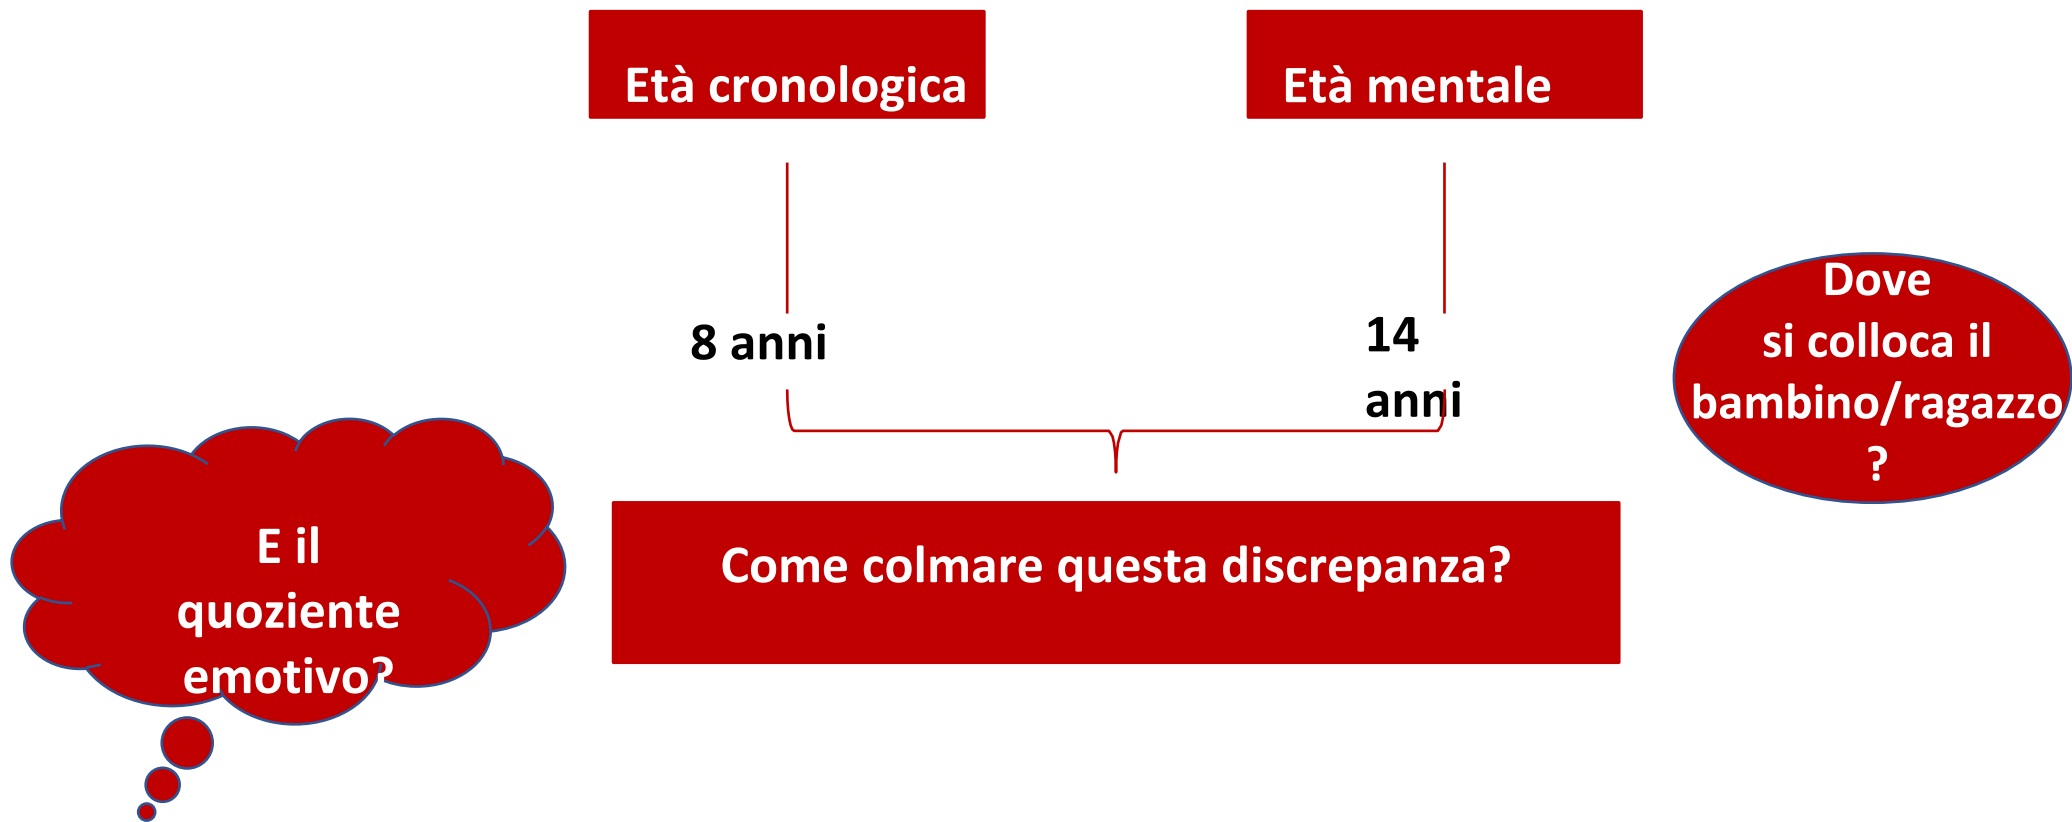 Età cronologica
Età mentale
8 anni
14
anni
Dove
si colloca il
bambino/ragazzo
?
E il
quoziente
emotivo?
Come colmare questa discrepanza?